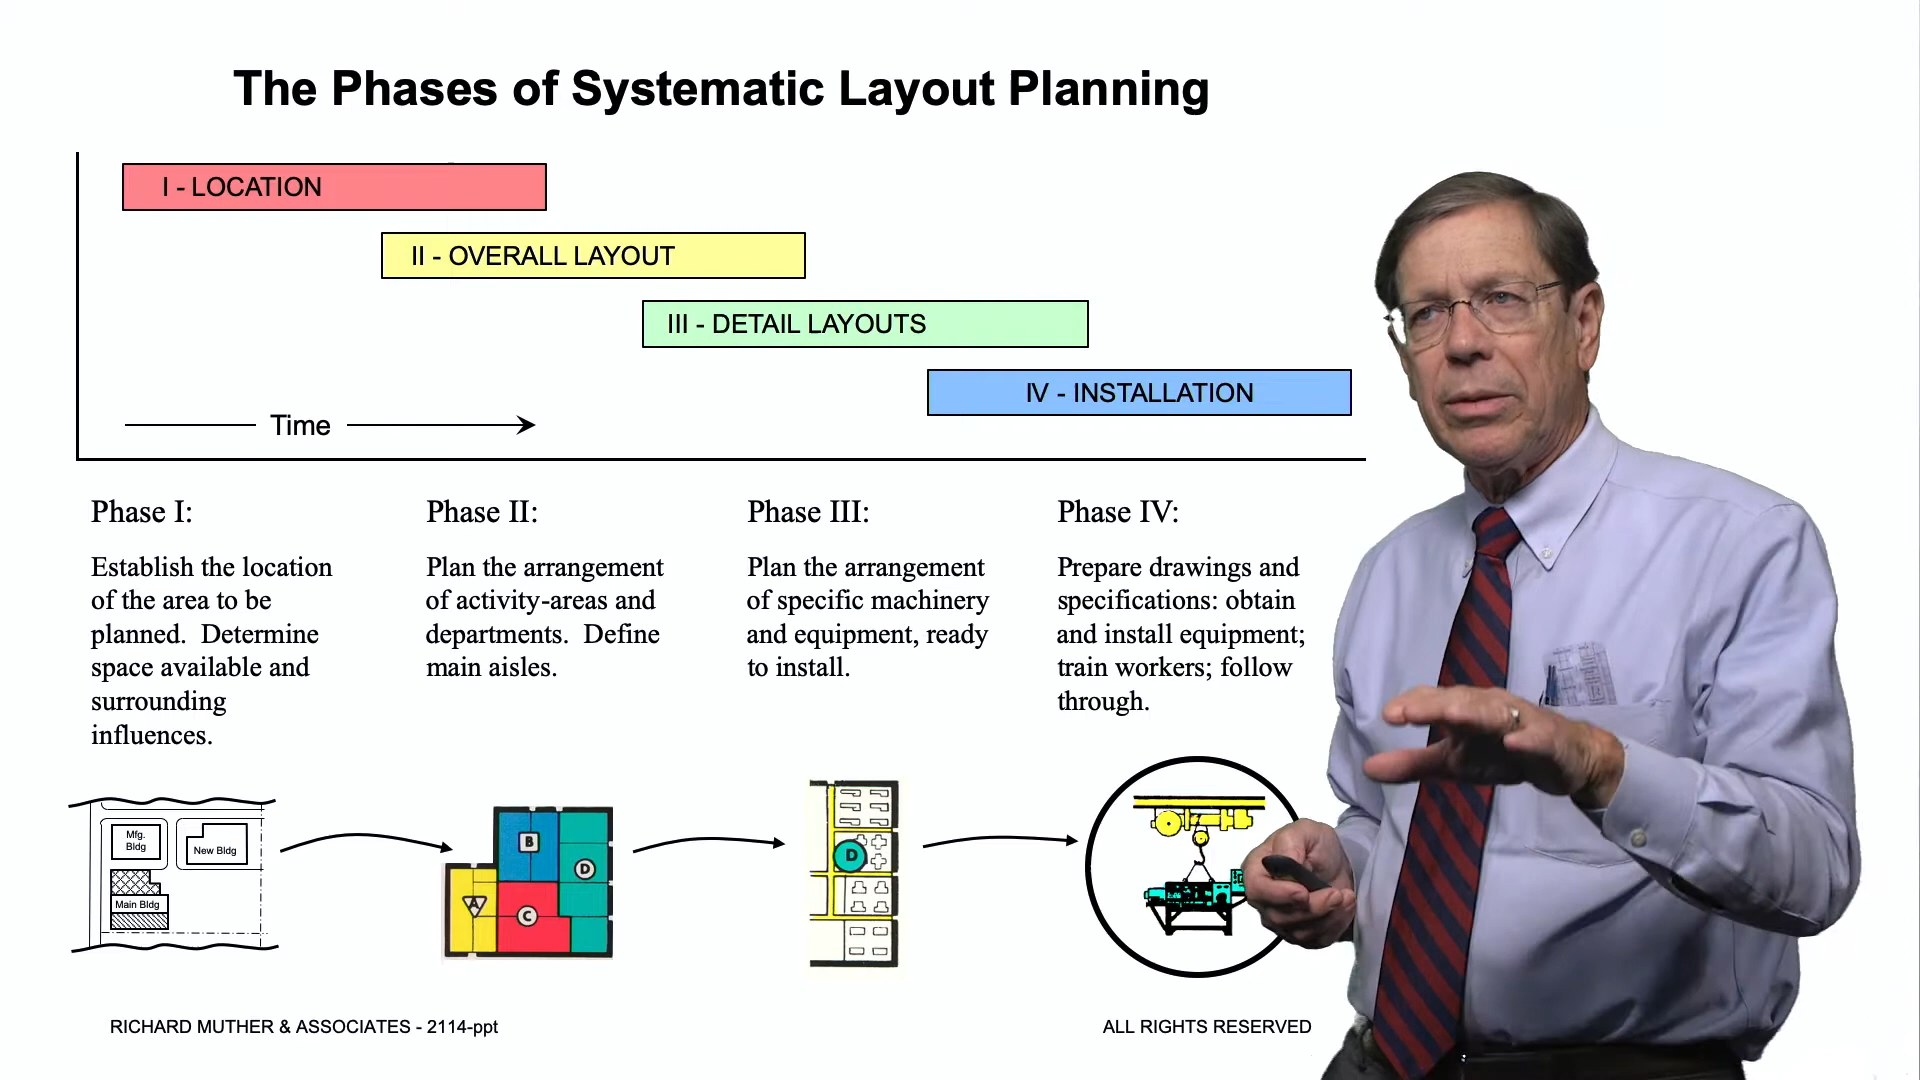 The Phases of Systematic Layout Planning
I - LOCATION
II - OVERALL LAYOUT
III - DETAIL LAYOUTS
IV - INSTALLATION
Time
Phase I:
Establish the location
of the area to be
planned. Determine
space available and
surrounding
influences.
Phase II:
Plan the arrangement
of activity-areas and
departments. Define
main aisles.
Phase III:
Plan the arrangement
of specific machinery
and equipment, ready
to install.
Phase IV:
Prepare drawings and
specifications: obtain
and install equipment;
train workers; follow
through.
Mfg.
Bldg
New Bldg
Main Bldg
B
D
A
C
D
RICHARD MUTHER & ASSOCIATES - 2114-ppt
ALL RIGHTS RESERVED